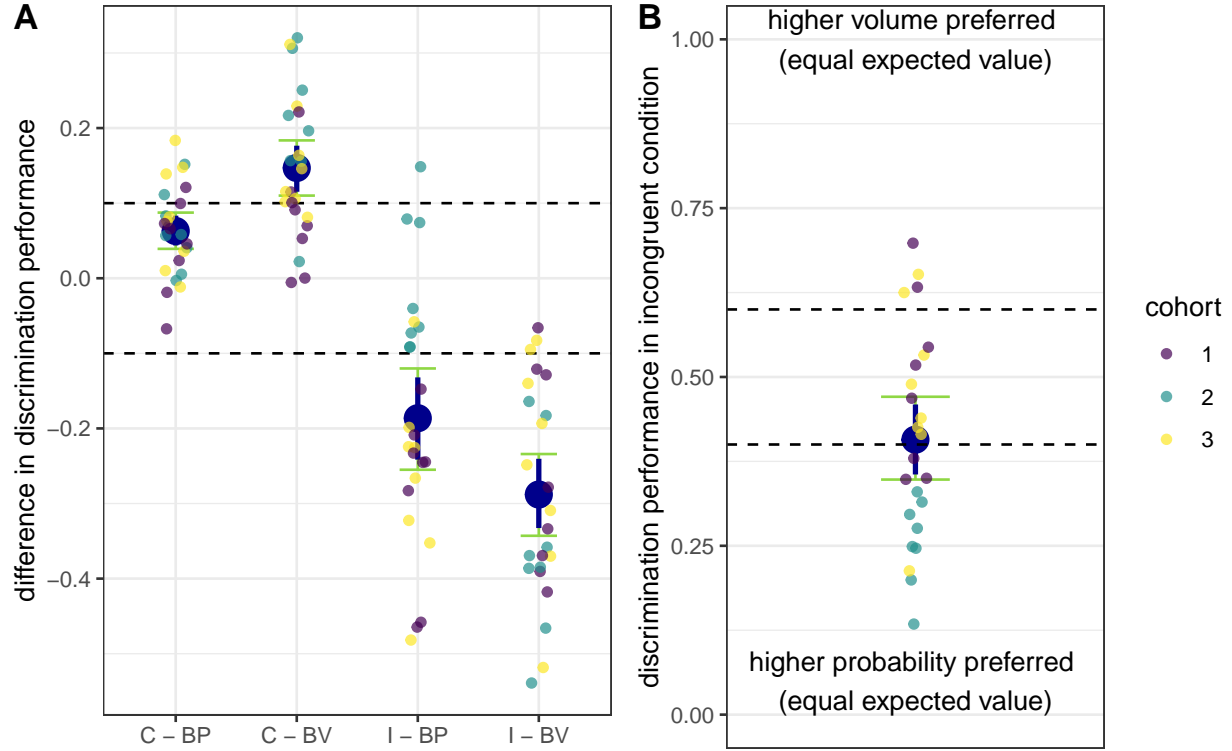 A
difference in discrimination performance
0.2
0.0
−0.2
−0.4
C − BP
C − BV
I − BP
I − BV
B
discrimination performance in incongruent condition
1.00
0.75
0.50
0.25
0.00
higher volume preferred
(equal expected value)
higher probability preferred
(equal expected value)
cohort
1
2
3